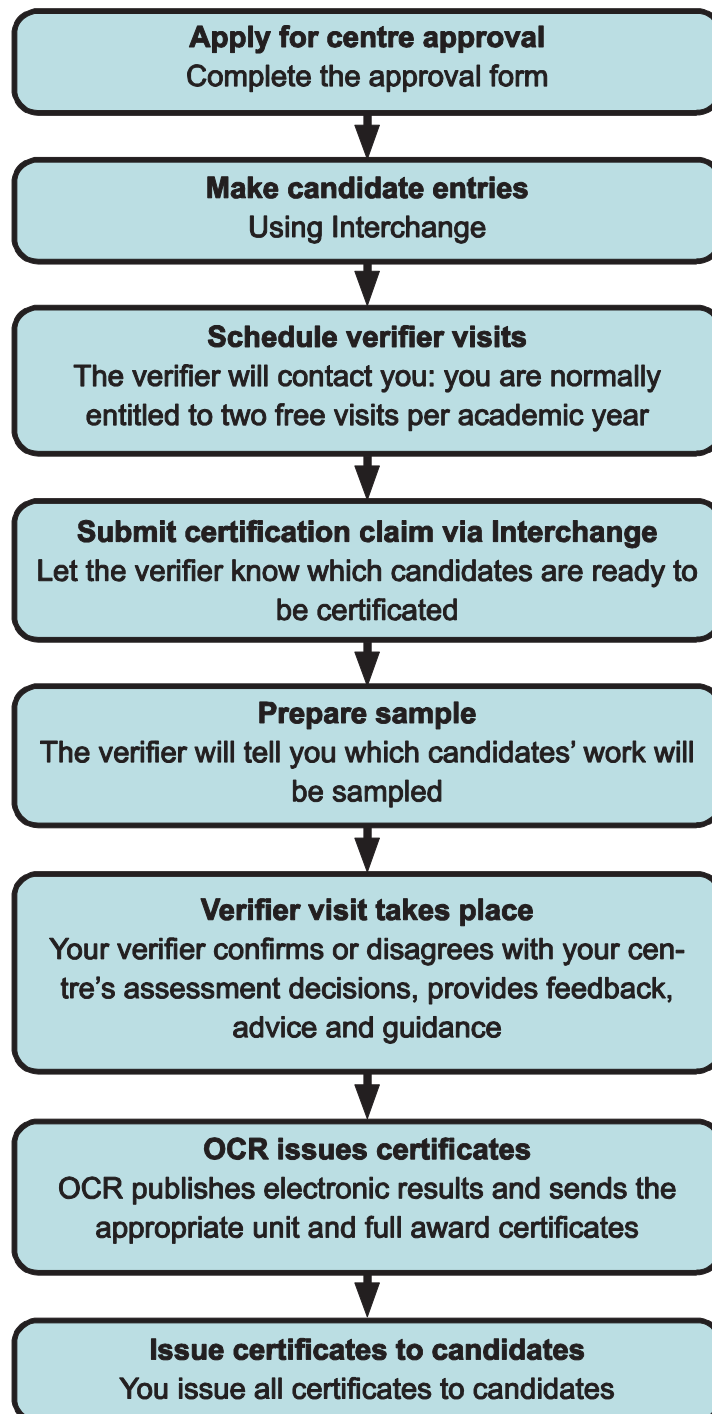 Apply for centre approval
Complete the approval form
Make candidate entries
Using Interchange
Schedule verifier visits
The verifier will contact you: you are normally
entitled to two free visits per academic year
Submit certification claim via Interchange
Let the verifier know which candidates are ready to
be certificated
Prepare sample
The verifier will tell you which candidates’ work will
be sampled
Verifier visit takes place
Your verifier confirms or disagrees with your cen-
tre’s assessment decisions, provides feedback,
advice and guidance
OCR issues certificates
OCR publishes electronic results and sends the
appropriate unit and full award certificates
Issue certificates to candidates
You issue all certificates to candidates